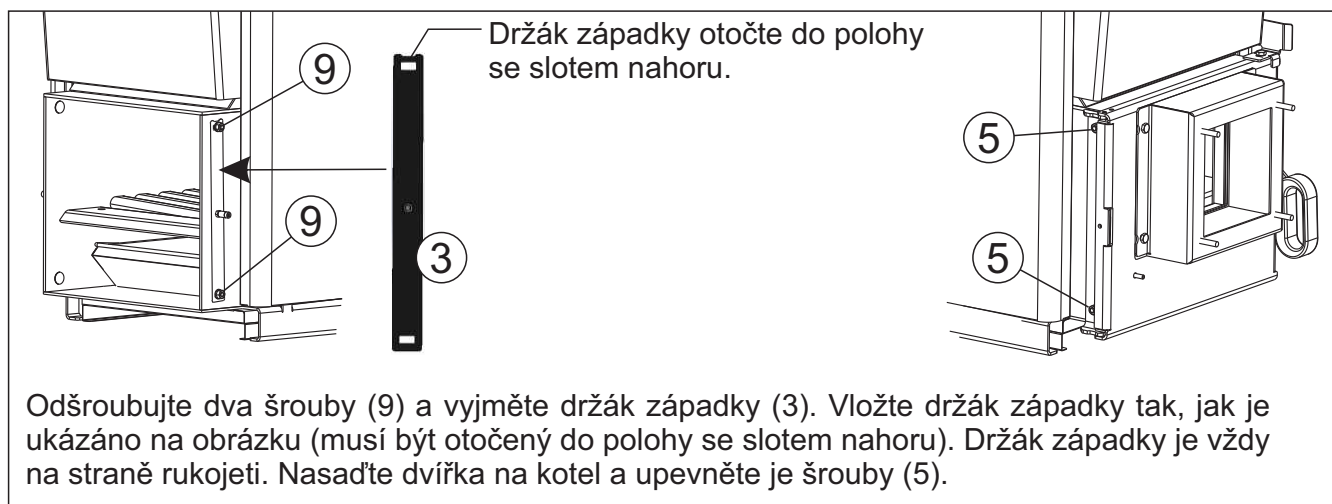 Držák západky otočte do polohy
se slotem nahoru.
9
9
3
5
5
Odšroubujte dva šrouby (9) a vyjměte držák západky (3). Vložte držák západky tak, jak je
ukázáno na obrázku (musí být otočený do polohy se slotem nahoru). Držák západky je vždy
na straně rukojeti. Nasaďte dvířka na kotel a upevněte je šrouby (5).